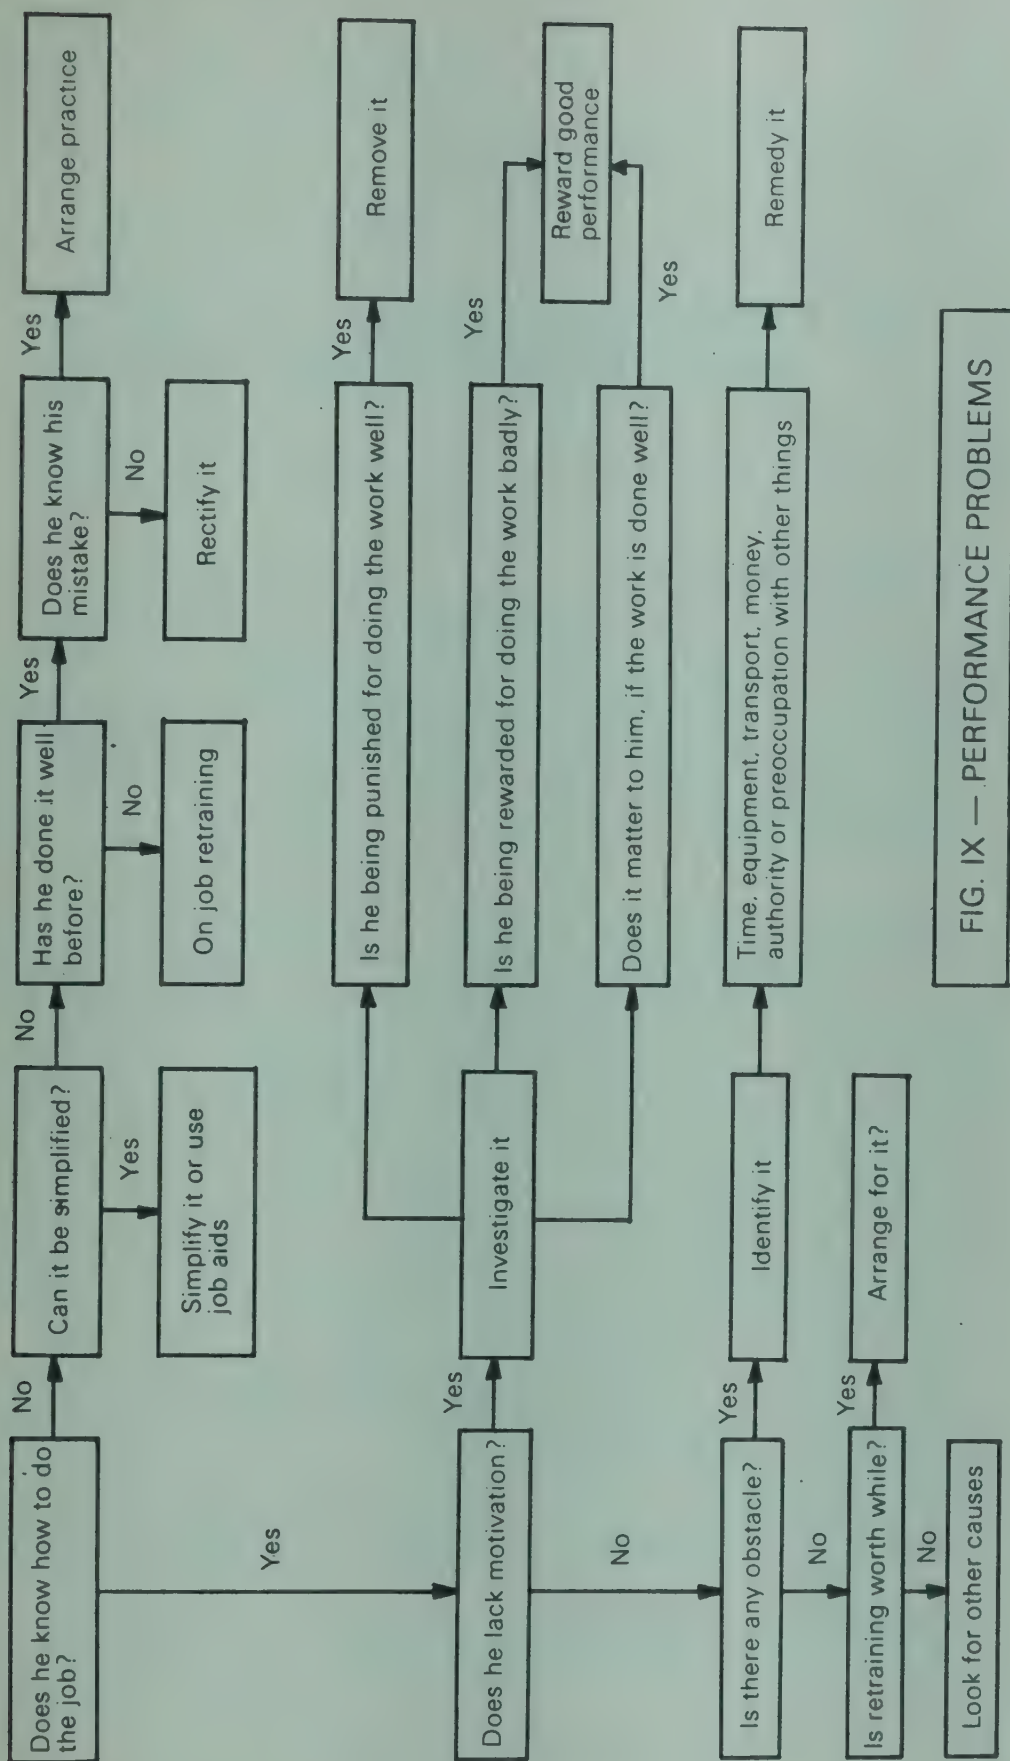 Does he know how to do
the job?
No
Can it be simplified?
No
Has he done it well
before?
Yes
Does he know his
mistake?
Yes
Arrange practice
Yes
Simplify it or use
job aids
No
On job retraining
No
Rectify it
Yes
Does he lack motivation?
Yes
Investigate it
Is he being punished for doing the work well?
Yes
Remove it
Is he being rewarded for doing the work badly?
Yes
Reward good
performance
Does it matter to him, if the work is done well?
Yes
No
Is there any obstacle?
Yes
Identify it
Time, equipment, transport, money,
authority or preoccupation with other things
Remedy it
No
Is retraining worth while?
Yes
Arrange for it?
No
Look for other causes
FIG. IX — PERFORMANCE PROBLEMS